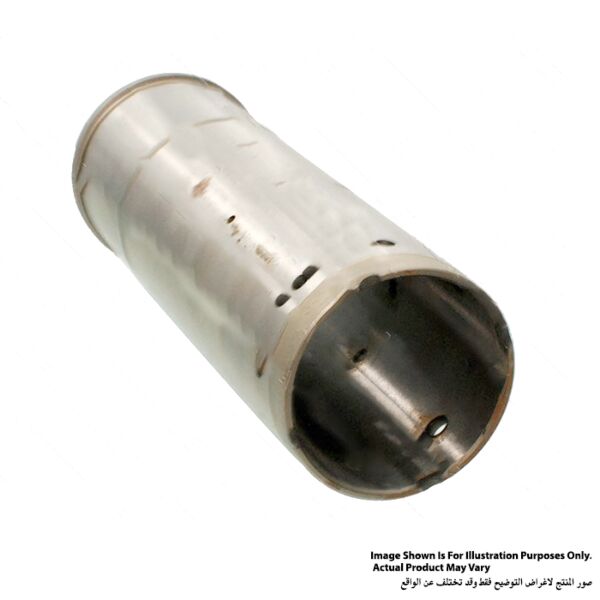 Image Shown Is For Illustration Purposes Only.
Actual Product May Vary
صور المنتج لاغراض التوضيح فقط وقد تختلف عن الواقع